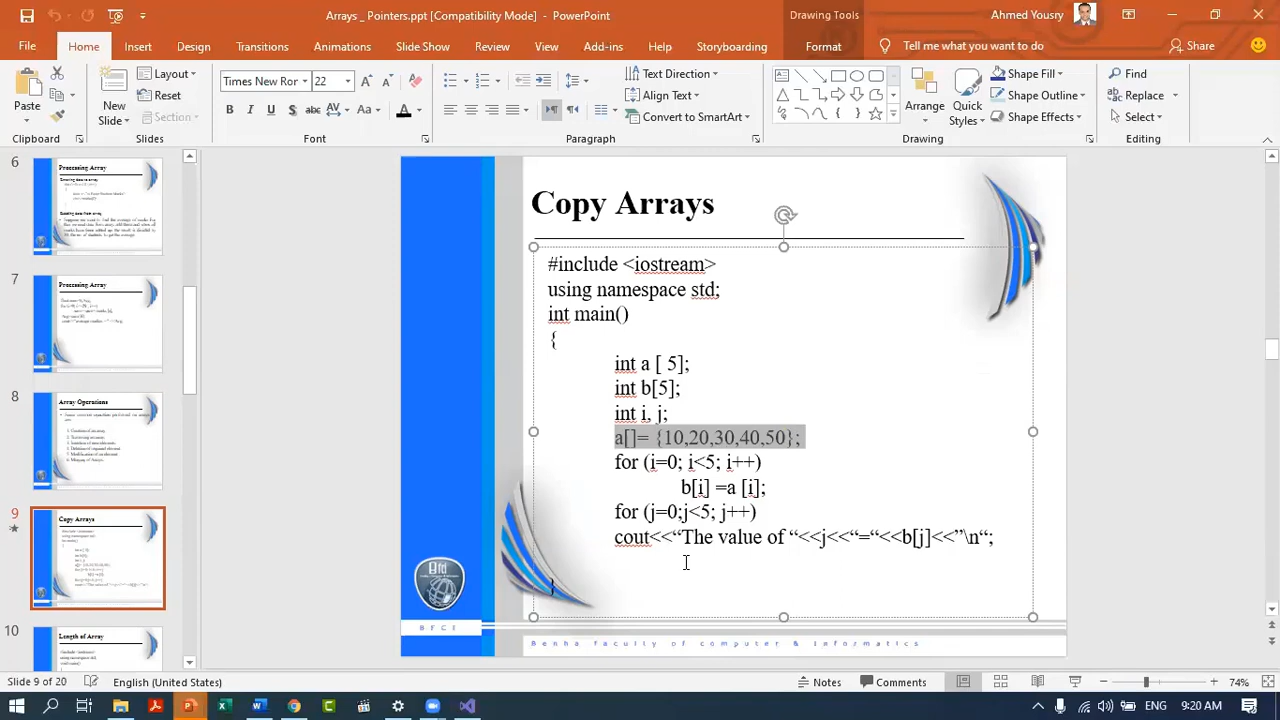 Arrays _ Pointers.ppt [Compatibility Mode] - PowerPoint
Drawing Tools
Ahmed Yousry
File Home Insert Design Transitions Animations Slide Show Review View Add-ins Help Storyboarding Format Tell me what you want to do Share
Paste
New
Slide
Layout
Reset
Section
Times New Ror 22
Text Direction
Align Text
Convert to SmartArt
Arrange
Quick
Styles
Shape Fill
Shape Outline
Shape Effects
Find
Replace
Select
Clipboard Slides Font Paragraph Drawing Editing
6
Processing Array
7
Processing Array
8
Array Operations
9
Copy Arrays
10
Length of Array
Copy Arrays
#include <iostream>
using namespace std;
int main()
{
int a [ 5];
int b[5];
int i, j;
a[]= {10,20,30,40,50};
for (i=0; i<5; i++)
b[i] =a [i];
for (j=0;j<5; j++)
cout<<“The value of “<<j<<“=“<<b[j]<<”\n“;
}
BFCT
Benha faculty of compute & Informatics
Slide 9 of 20
English (United States)
Notes
Comments
74%
9:20 AM